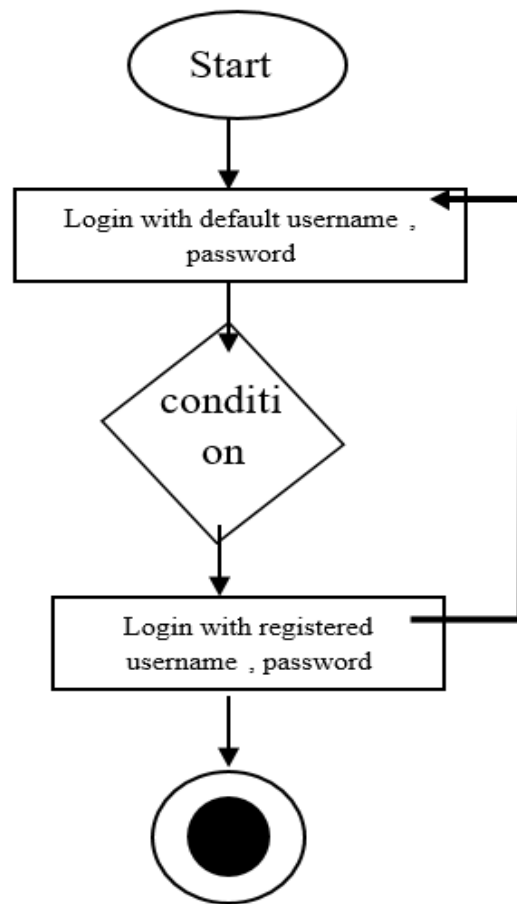 Start
Login with default username ,
password
conditi
on
Login with registered
username , password